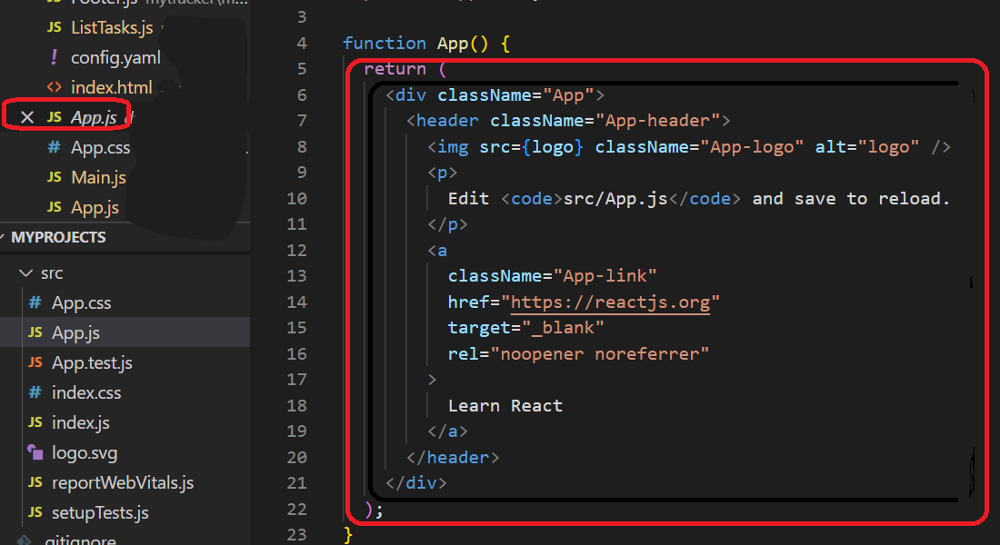 Footer.js mytracker\m...
JS ListTasks.js
! config.yaml
<> index.html
× JS App.js
# App.css
JS Main.js
JS App.js
MYPROJECTS
src
# App.css
JS App.js
JS App.test.js
# index.css
JS index.js
logo.svg
JS reportWebVitals.js
JS setupTests.js
.gitignore
3
4 function App() {
5 return (
6 <div className="App">
7 <header className="App-header">
8 <img src={logo} className="App-logo" alt="logo" />
9 <p>
10 Edit <code>src/App.js</code> and save to reload.
11 </p>
12 <a
13 className="App-link"
14 href="https://reactjs.org"
15 target="_blank"
16 rel="noopener noreferrer"
17 >
18 Learn React
19 </a>
20 </header>
21 </div>
22 );
23 }